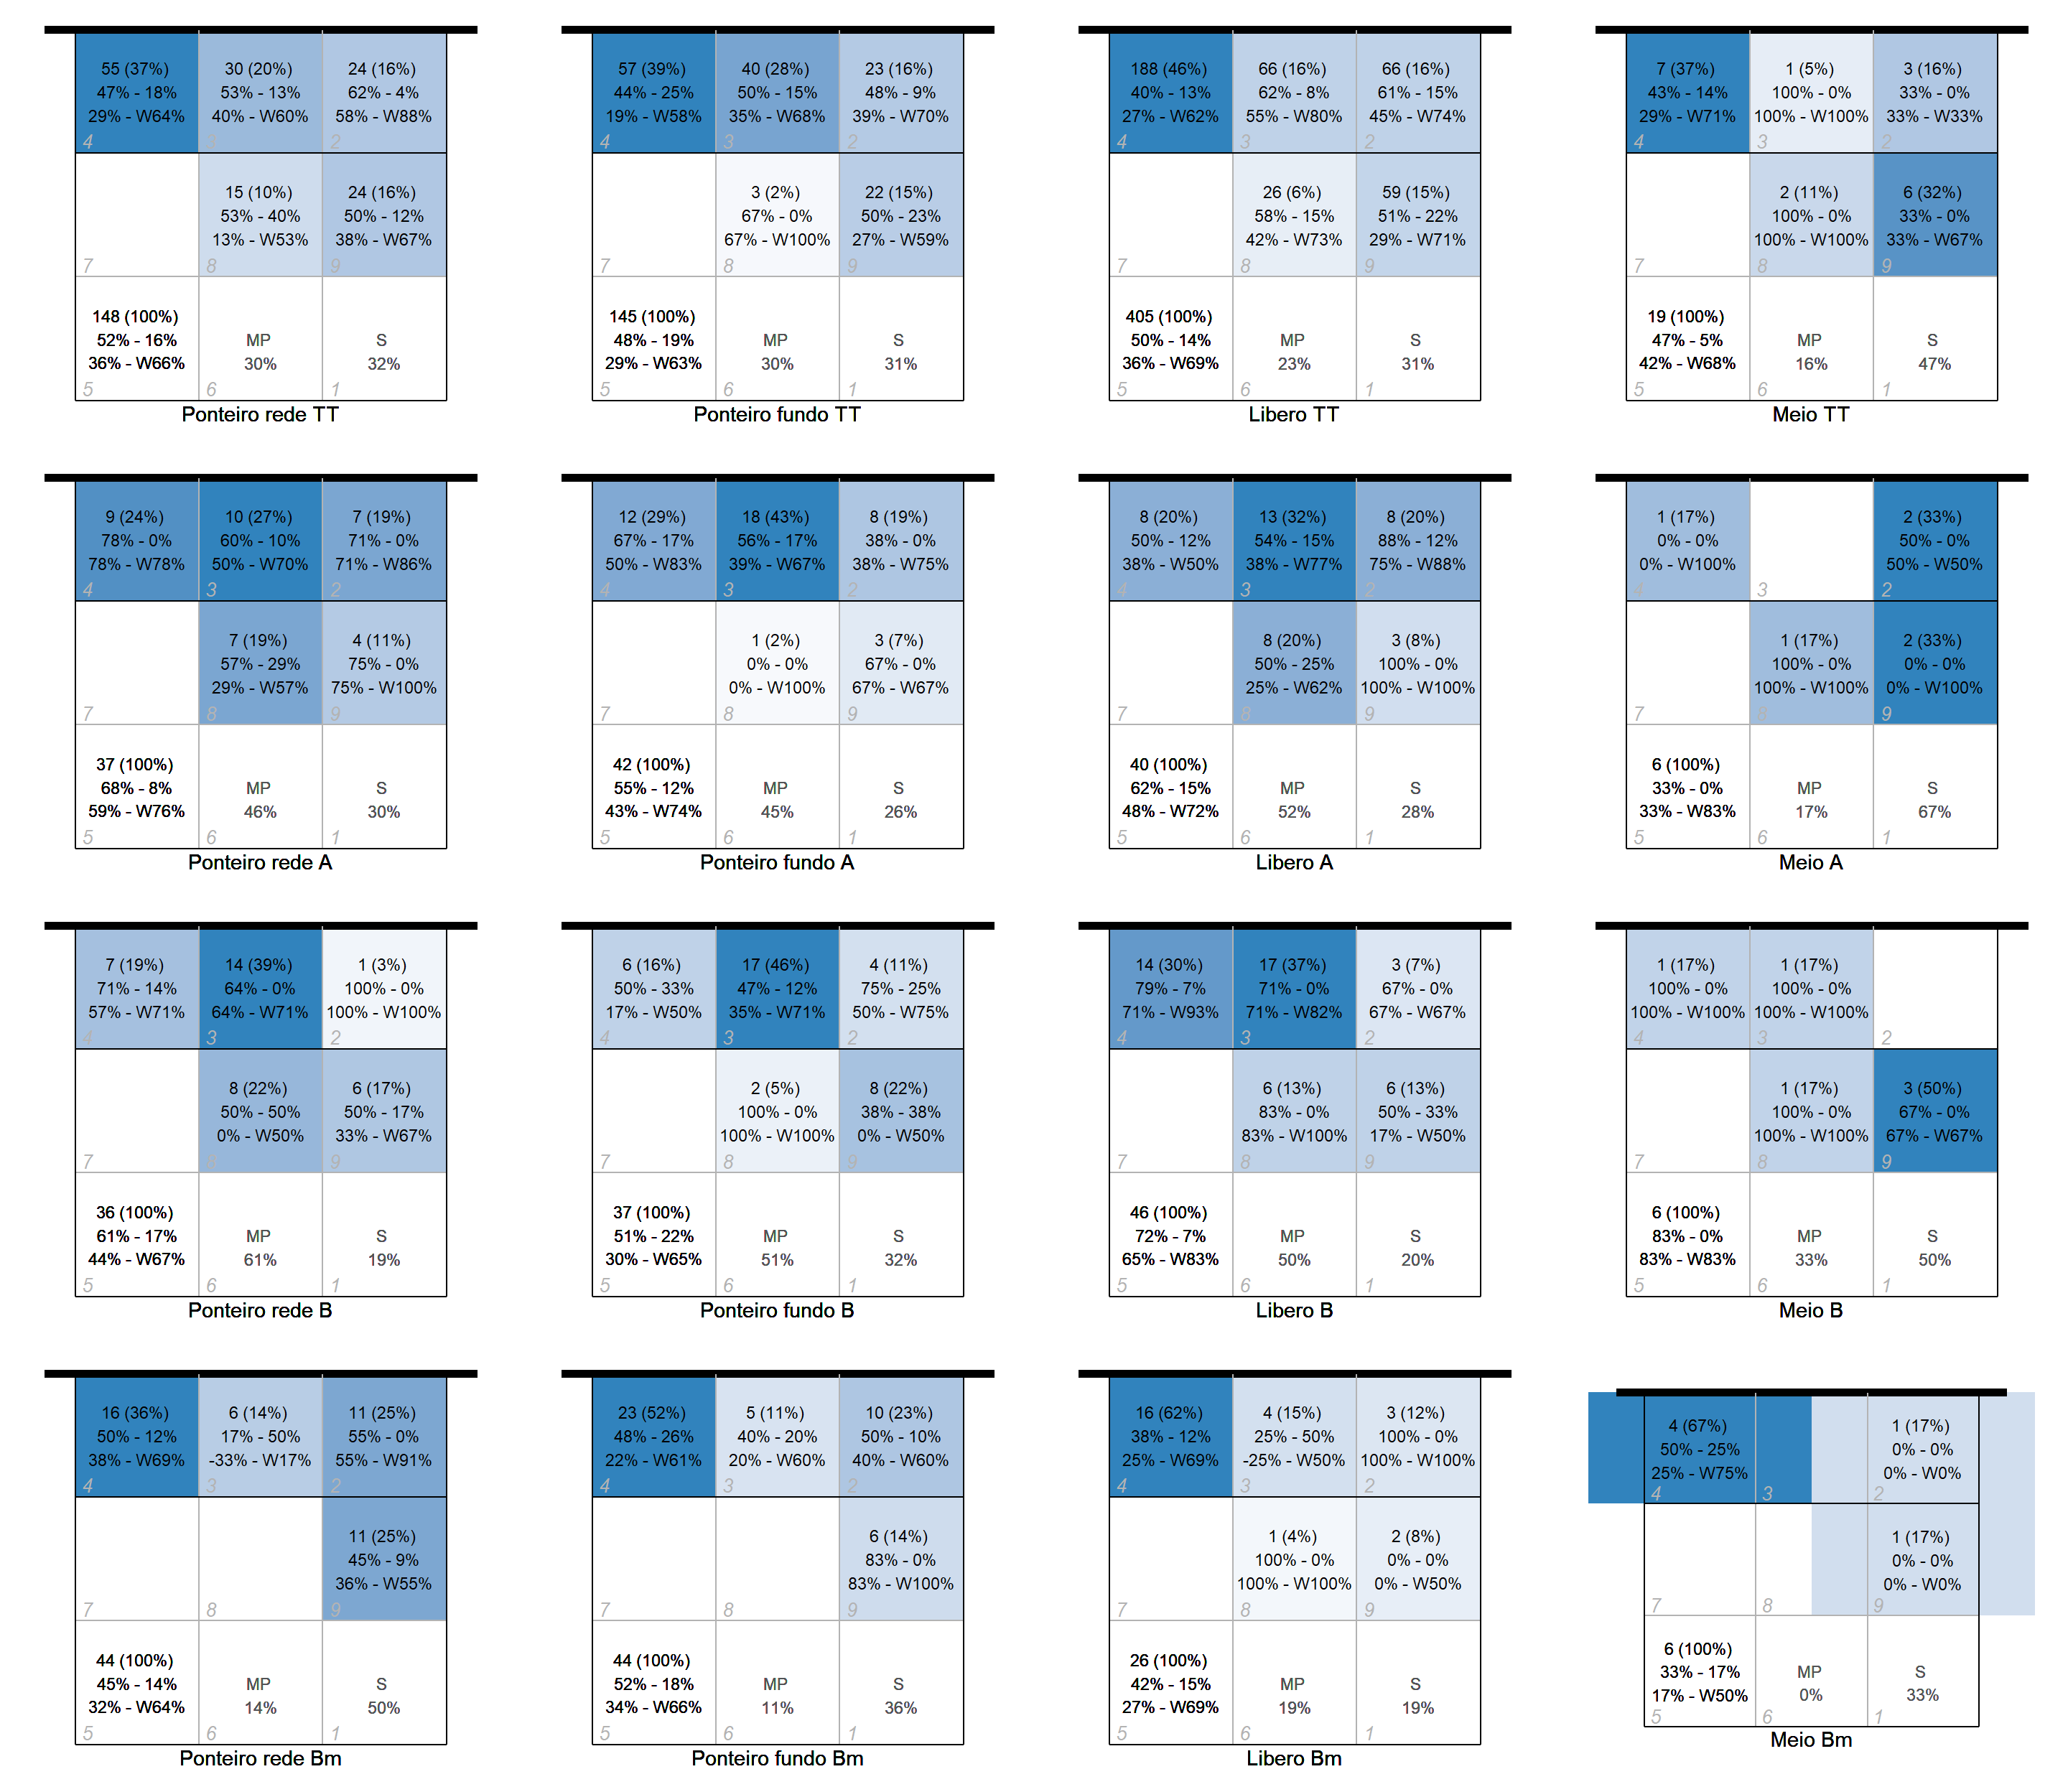 55 (37%)
47% - 18%
29% - W64%
4
30 (20%)
53% - 13%
40% - W60%
3
24 (16%)
62% - 4%
58% - W88%
2
7
15 (10%)
53% - 40%
13% - W53%
8
24 (16%)
50% - 12%
38% - W67%
9
148 (100%)
52% - 16%
36% - W66%
5
MP
30%
6
S
32%
1
Ponteiro rede TT
57 (39%)
44% - 25%
19% - W58%
4
40 (28%)
50% - 15%
35% - W68%
3
23 (16%)
48% - 9%
39% - W70%
2
7
3 (2%)
67% - 0%
67% - W100%
8
22 (15%)
50% - 23%
27% - W59%
9
145 (100%)
48% - 19%
29% - W63%
5
MP
30%
6
S
31%
1
Ponteiro fundo TT
188 (46%)
40% - 13%
27% - W62%
4
66 (16%)
62% - 8%
55% - W80%
3
66 (16%)
61% - 15%
45% - W74%
2
7
26 (6%)
58% - 15%
42% - W73%
8
59 (15%)
51% - 22%
29% - W71%
9
405 (100%)
50% - 14%
36% - W69%
5
MP
23%
6
S
31%
1
Libero TT
7 (37%)
43% - 14%
29% - W71%
4
1 (5%)
100% - 0%
100% - W100%
3
3 (16%)
33% - 0%
33% - W33%
2
7
2 (11%)
100% - 0%
100% - W100%
8
6 (32%)
33% - 0%
33% - W67%
9
19 (100%)
47% - 5%
42% - W68%
5
MP
16%
6
S
47%
1
Meio TT
9 (24%)
78% - 0%
78% - W78%
4
10 (27%)
60% - 10%
50% - W70%
3
7 (19%)
71% - 0%
71% - W86%
2
7
7 (19%)
57% - 29%
29% - W57%
8
4 (11%)
75% - 0%
75% - W100%
9
37 (100%)
68% - 8%
59% - W76%
5
MP
46%
6
S
30%
1
Ponteiro rede A
12 (29%)
67% - 17%
50% - W83%
4
18 (43%)
56% - 17%
39% - W67%
3
8 (19%)
38% - 0%
38% - W75%
2
7
1 (2%)
0% - 0%
0% - W100%
8
3 (7%)
67% - 0%
67% - W67%
9
42 (100%)
55% - 12%
43% - W74%
5
MP
45%
6
S
26%
1
Ponteiro fundo A
8 (20%)
50% - 12%
38% - W50%
4
13 (32%)
54% - 15%
38% - W77%
3
8 (20%)
88% - 12%
75% - W88%
2
7
8 (20%)
50% - 25%
25% - W62%
8
3 (8%)
100% - 0%
100% - W100%
9
40 (100%)
62% - 15%
48% - W72%
5
MP
52%
6
S
28%
1
Libero A
1 (17%)
0% - 0%
0% - W100%
4
3
2 (33%)
50% - 0%
50% - W50%
2
7
1 (17%)
100% - 0%
100% - W100%
8
2 (33%)
0% - 0%
0% - W100%
9
6 (100%)
33% - 0%
33% - W83%
5
MP
17%
6
S
67%
1
Meio A
7 (19%)
71% - 14%
57% - W71%
4
14 (39%)
64% - 0%
64% - W71%
3
1 (3%)
100% - 0%
100% - W100%
2
7
8 (22%)
50% - 50%
0% - W50%
8
6 (17%)
50% - 17%
33% - W67%
9
36 (100%)
61% - 17%
44% - W67%
5
MP
61%
6
S
19%
1
Ponteiro rede B
6 (16%)
50% - 33%
17% - W50%
4
17 (46%)
47% - 12%
35% - W71%
3
4 (11%)
75% - 25%
50% - W75%
2
7
2 (5%)
100% - 0%
100% - W100%
8
8 (22%)
38% - 38%
0% - W50%
9
37 (100%)
51% - 22%
30% - W65%
5
MP
51%
6
S
32%
1
Ponteiro fundo B
14 (30%)
79% - 7%
71% - W93%
4
17 (37%)
71% - 0%
71% - W82%
3
3 (7%)
67% - 0%
67% - W67%
2
7
6 (13%)
83% - 0%
83% - W100%
8
6 (13%)
50% - 33%
17% - W50%
9
46 (100%)
72% - 7%
65% - W83%
5
MP
50%
6
S
20%
1
Libero B
1 (17%)
100% - 0%
100% - W100%
4
1 (17%)
100% - 0%
100% - W100%
3
2
7
1 (17%)
100% - 0%
100% - W100%
8
3 (50%)
67% - 0%
67% - W67%
9
6 (100%)
83% - 0%
83% - W83%
5
MP
33%
6
S
50%
1
Meio B
16 (36%)
50% - 12%
38% - W69%
4
6 (14%)
17% - 50%
-33% - W17%
3
11 (25%)
55% - 0%
55% - W91%
2
7
8
11 (25%)
45% - 9%
36% - W55%
9
44 (100%)
45% - 14%
32% - W64%
5
MP
14%
6
S
50%
1
Ponteiro rede Bm
23 (52%)
48% - 26%
22% - W61%
4
5 (11%)
40% - 20%
20% - W60%
3
10 (23%)
50% - 10%
40% - W60%
2
7
8
6 (14%)
83% - 0%
83% - W100%
9
44 (100%)
52% - 18%
34% - W66%
5
MP
11%
6
S
36%
1
Ponteiro fundo Bm
16 (62%)
38% - 12%
25% - W69%
4
4 (15%)
25% - 50%
-25% - W50%
3
3 (12%)
100% - 0%
100% - W100%
2
7
1 (4%)
100% - 0%
100% - W100%
8
2 (8%)
0% - 0%
0% - W50%
9
26 (100%)
42% - 15%
27% - W69%
5
MP
19%
6
S
19%
1
Libero Bm
4 (67%)
50% - 25%
25% - W75%
4
3
1 (17%)
0% - 0%
0% - W0%
2
7
8
1 (17%)
0% - 0%
0% - W0%
9
6 (100%)
33% - 17%
17% - W50%
5
MP
0%
6
S
33%
1
Meio Bm